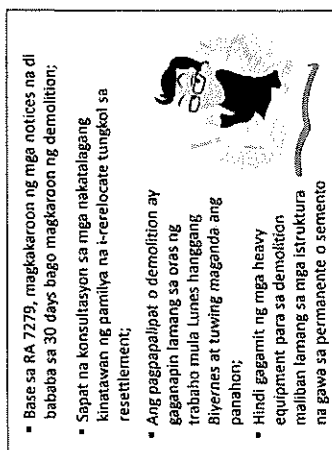 ▪ Base sa RA 7279, magkakaroon ng mga notices na di
bababa sa 30 days bago magkaroon ng demolition;
▪ Sapat na konsultasyon sa mga nakatalagang
kinatawan ng pamilya na i-rerelocate tungkol sa
resettlement;
▪ Ang pagpapalipat o demolition ay
gaganapin lamang sa oras ng
trabaho mula Lunes hanggang
Biyernes at tuwing maganda ang
panahon;
▪ Hindi gagamit ng mga heavy
equipment para sa demolition
maliban lamang sa mga istruktura
na gawa sa permanente o semento